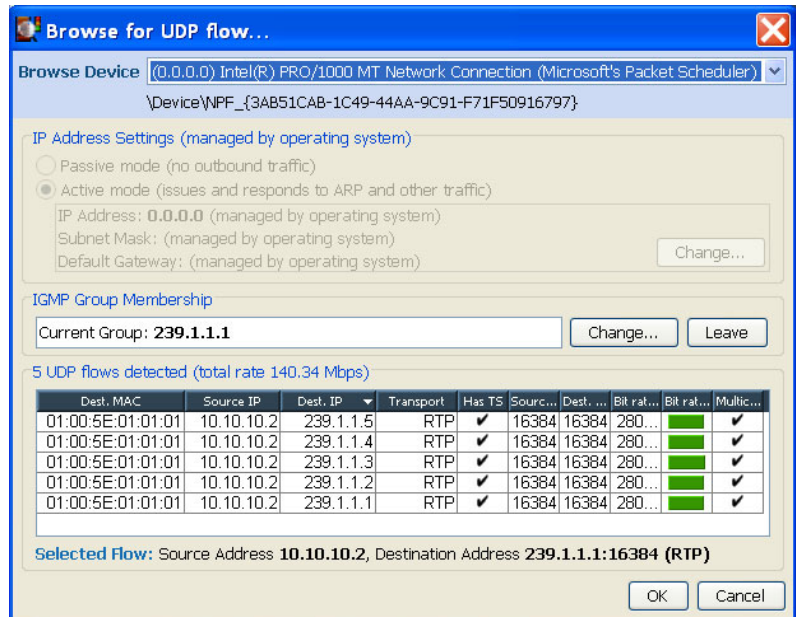 Browse for UDP flow...
Browse Device (0.0.0.0) Intel(R) PRO/1000 MT Network Connection (Microsoft's Packet Scheduler)
\Device\NPF_{3AB51CAB-1C49-44AA-9C91-F71F50916797}
IP Address Settings (managed by operating system)
Passive mode (no outbound traffic)
Active mode (issues and responds to ARP and other traffic)
IP Address: 0.0.0.0 (managed by operating system)
Subnet Mask: (managed by operating system)
Default Gateway: (managed by operating system)
Change...
IGMP Group Membership
Current Group: 239.1.1.1 Change... Leave
5 UDP flows detected (total rate 140.34 Mbps)
Dest. MAC Source IP Dest. IP Transport Has TS Sourc... Dest. ... Bit rat... Bit rat... Multic...
01:00:5E:01:01:01 10.10.10.2 239.1.1.5 RTP ✔ 16384 16384 280... ✔
01:00:5E:01:01:01 10.10.10.2 239.1.1.4 RTP ✔ 16384 16384 280... ✔
01:00:5E:01:01:01 10.10.10.2 239.1.1.3 RTP ✔ 16384 16384 280... ✔
01:00:5E:01:01:01 10.10.10.2 239.1.1.2 RTP ✔ 16384 16384 280... ✔
01:00:5E:01:01:01 10.10.10.2 239.1.1.1 RTP ✔ 16384 16384 280... ✔
Selected Flow: Source Address 10.10.10.2, Destination Address 239.1.1.1:16384 (RTP)
OK Cancel